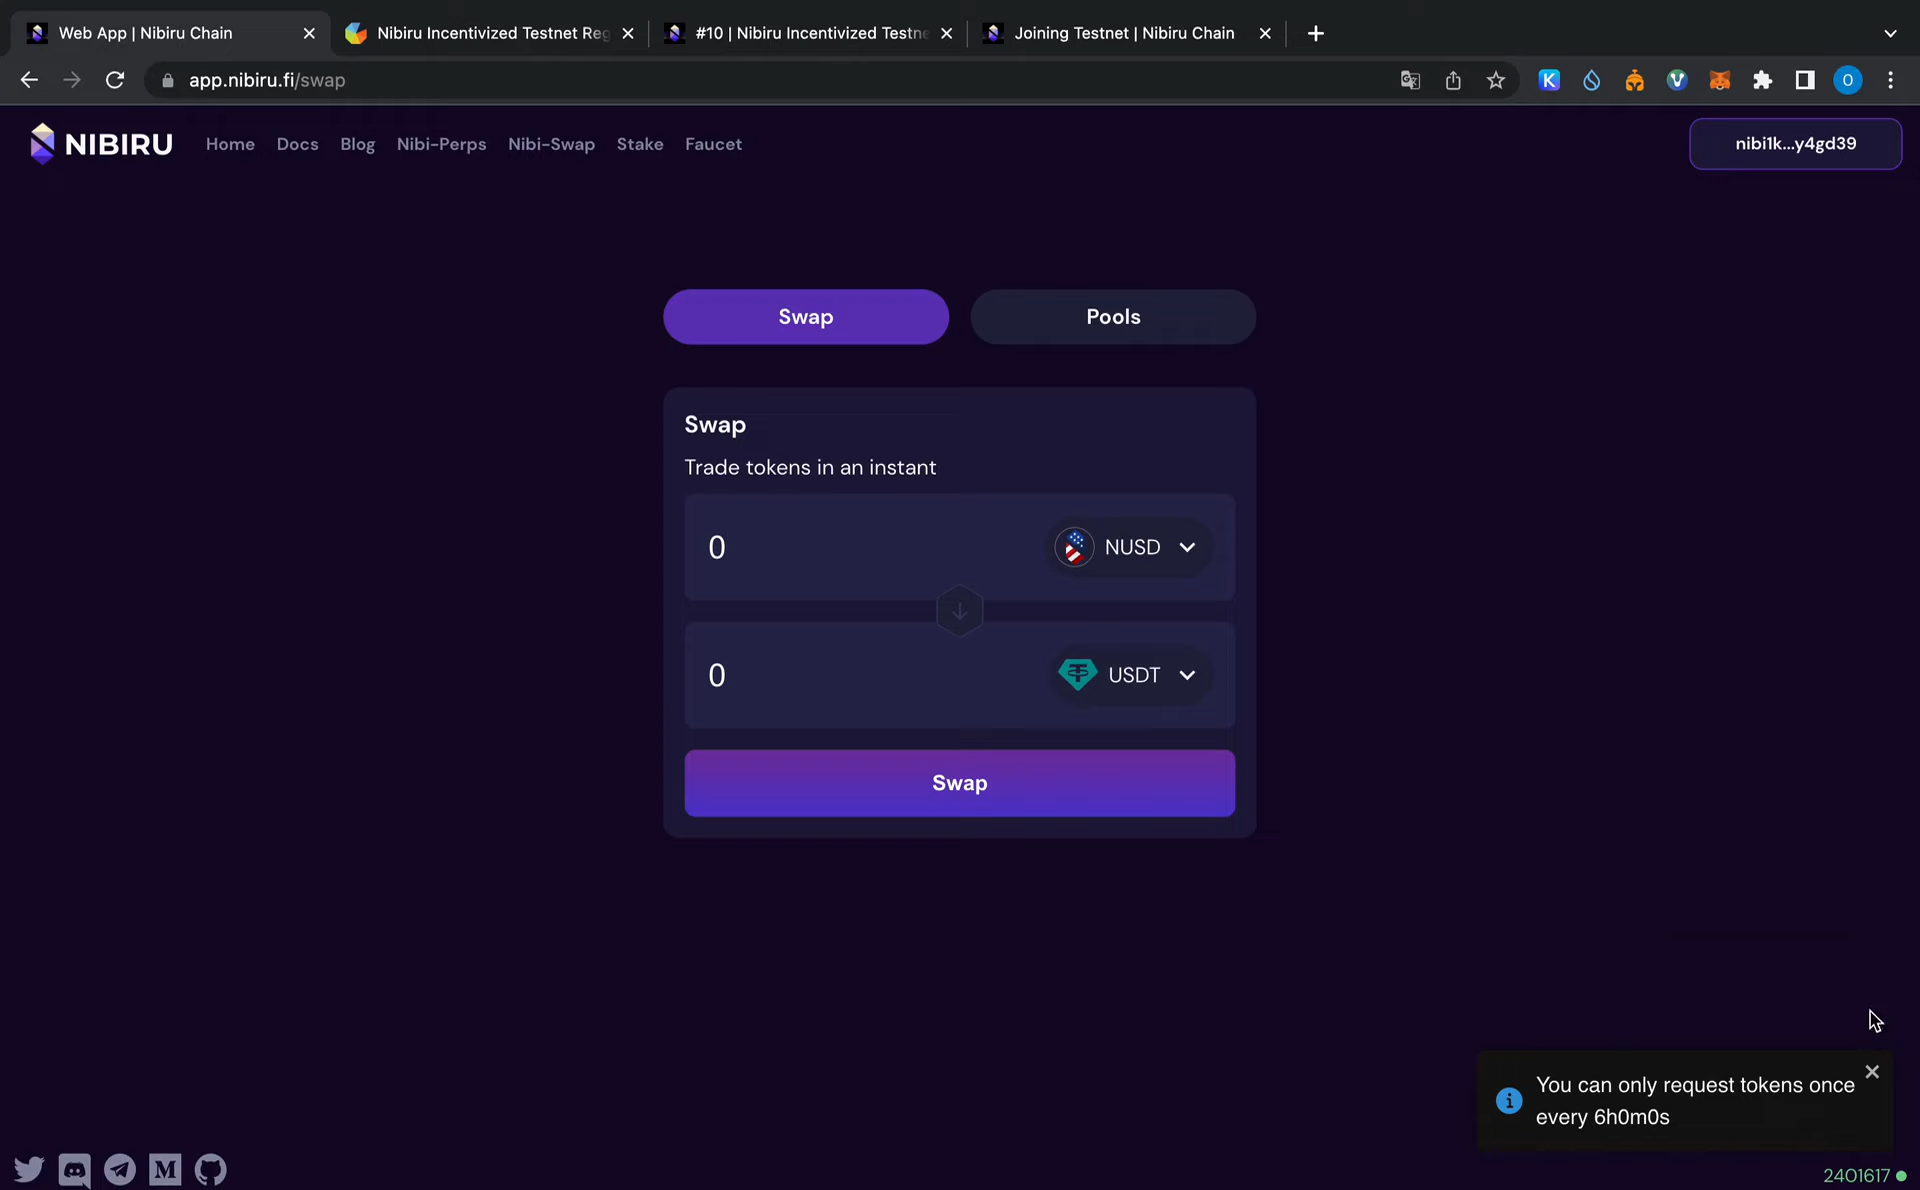 Web App | Nibiru Chain
Nibiru Incentivized Testnet Reg
#10 | Nibiru Incentivized Testne
Joining Testnet | Nibiru Chain
app.nibiru.fi/swap
K
O
NIBIRU
Home
Docs
Blog
Nibi-Perps
Nibi-Swap
Stake
Faucet
nibi1k...y4gd39
Swap
Pools
Swap
Trade tokens in an instant
0
NUSD
0
USDT
Swap
You can only request tokens once
every 6h0m0s
2401617